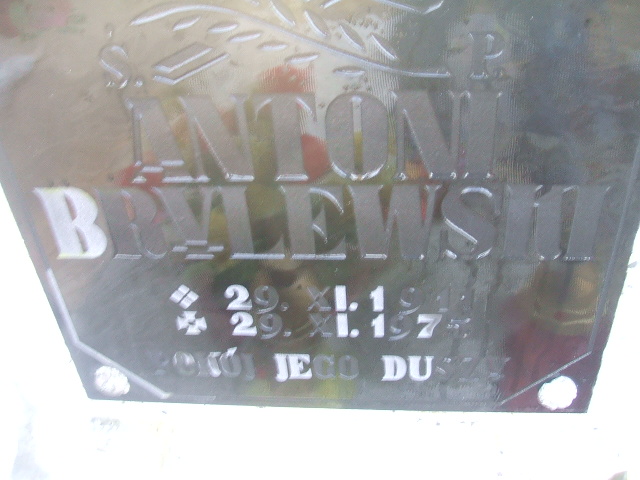 Ś. P.
ANTONI
BRYLEWSKI
29. XI.
29. XI.
POKÓJ JEGO DUSZY